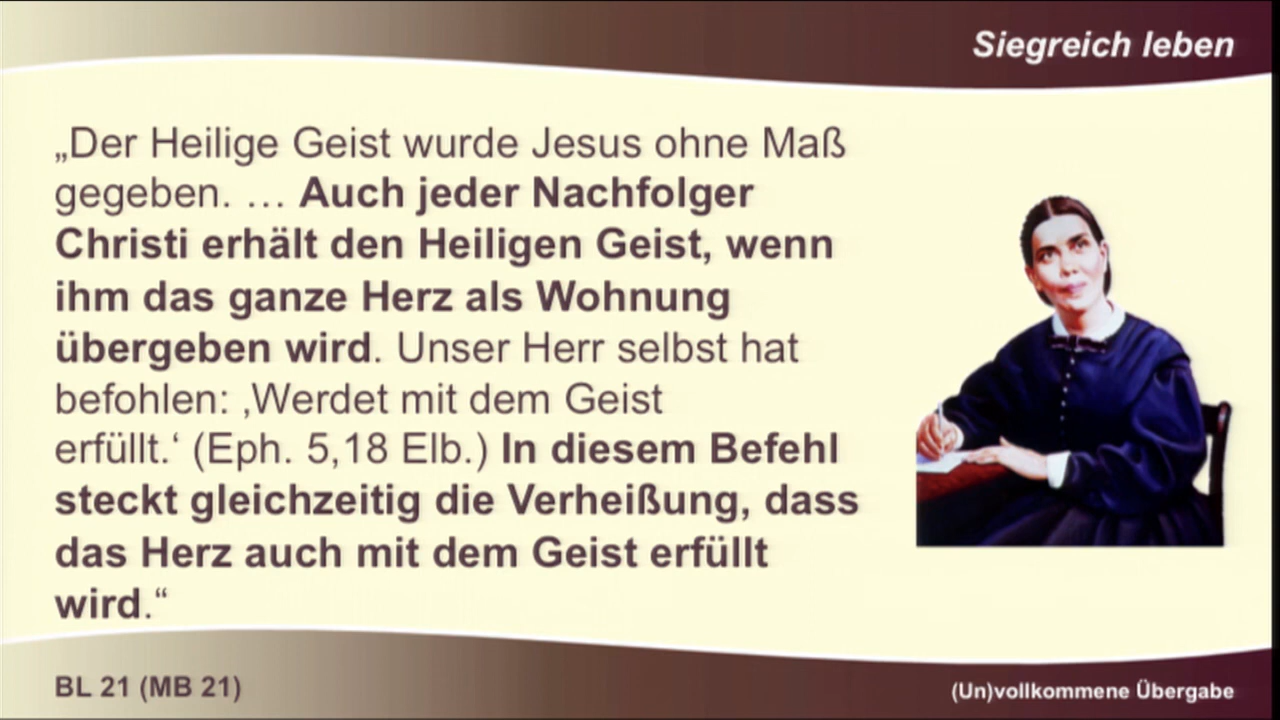 Siegreich leben
„Der Heilige Geist wurde Jesus ohne Maß
gegeben. … Auch jeder Nachfolger
Christi erhält den Heiligen Geist, wenn
ihm das ganze Herz als Wohnung
übergeben wird. Unser Herr selbst hat
befohlen: ‚Werdet mit dem Geist
erfüllt.‘ (Eph. 5,18 Elb.) In diesem Befehl
steckt gleichzeitig die Verheißung, dass
das Herz auch mit dem Geist erfüllt
wird.“
BL 21 (MB 21)
(Un)vollkommene Übergabe